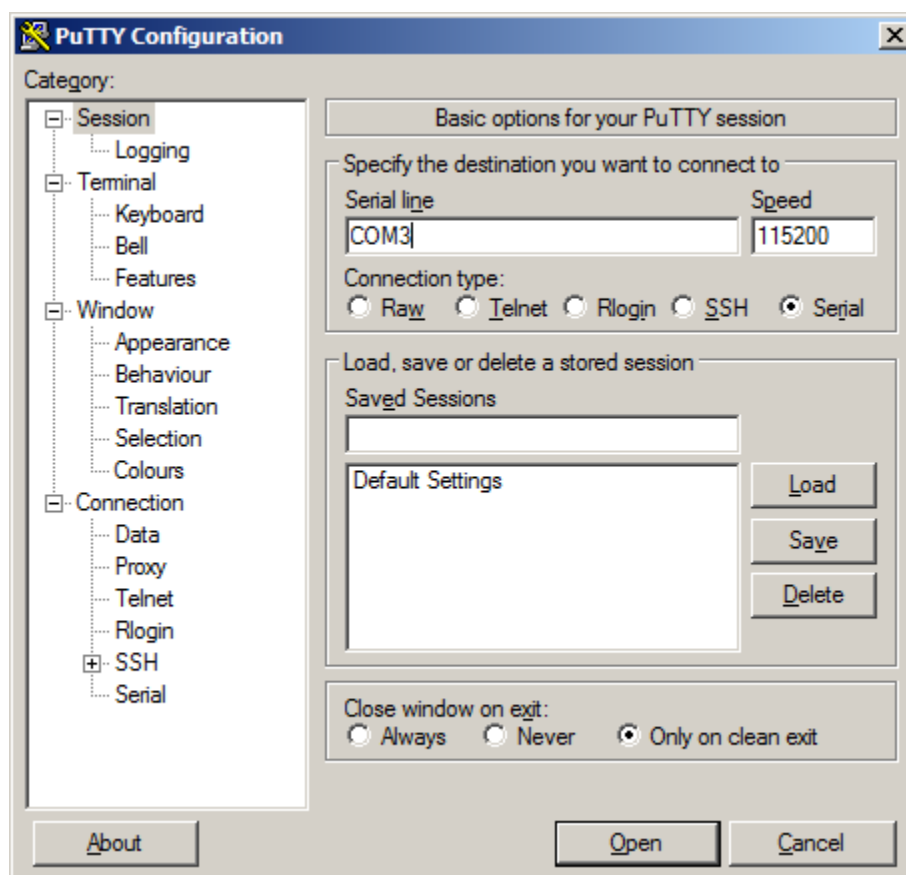 PuTTY Configuration
Category:
Session
Logging
Terminal
Keyboard
Bell
Features
Window
Appearance
Behaviour
Translation
Selection
Colours
Connection
Data
Proxy
Telnet
Rlogin
SSH
Serial
Basic options for your PuTTY session
Specify the destination you want to connect to
Serial line Speed
COM3 115200
Connection type:
Raw Telnet Rlogin SSH Serial
Load, save or delete a stored session
Saved Sessions
Default Settings
Load
Save
Delete
Close window on exit:
Always Never Only on clean exit
About Open Cancel